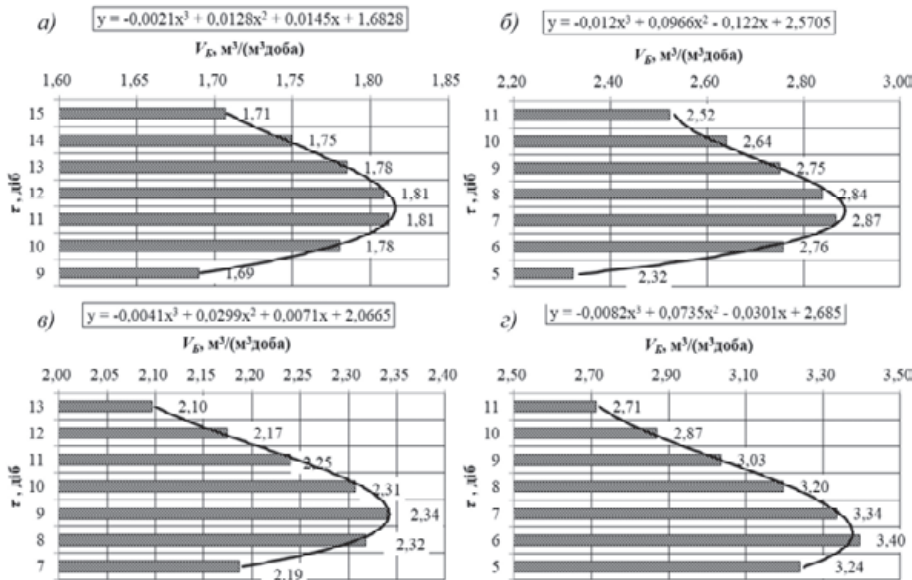 а) y = -0,0021x³ + 0,0128x² + 0,0145x + 1,6828
V_Б, м³/(м³доба)
1,60 1,65 1,70 1,75 1,80 1,85
15 1,71
14 1,75
13 1,78
12 1,81
11 1,81
10 1,78
9 1,69
τ , діб
б) y = -0,012x³ + 0,0966x² - 0,122x + 2,5705
V_Б, м³/(м³доба)
2,20 2,40 2,60 2,80 3,00
11 2,52
10 2,64
9 2,75
8 2,84
7 2,87
6 2,76
5 2,32
τ , діб
в) y = -0,0041x³ + 0,0299x² + 0,0071x + 2,0665
V_Б, м³/(м³доба)
2,00 2,05 2,10 2,15 2,20 2,25 2,30 2,35 2,40
13 2,10
12 2,17
11 2,25
10 2,31
9 2,34
8 2,32
7 2,19
τ , діб
г) y = -0,0082x³ + 0,0735x² - 0,0301x + 2,685
V_Б, м³/(м³доба)
2,50 2,70 2,90 3,10 3,30 3,50
11 2,71
10 2,87
9 3,03
8 3,20
7 3,34
6 3,40
5 3,24
τ , діб